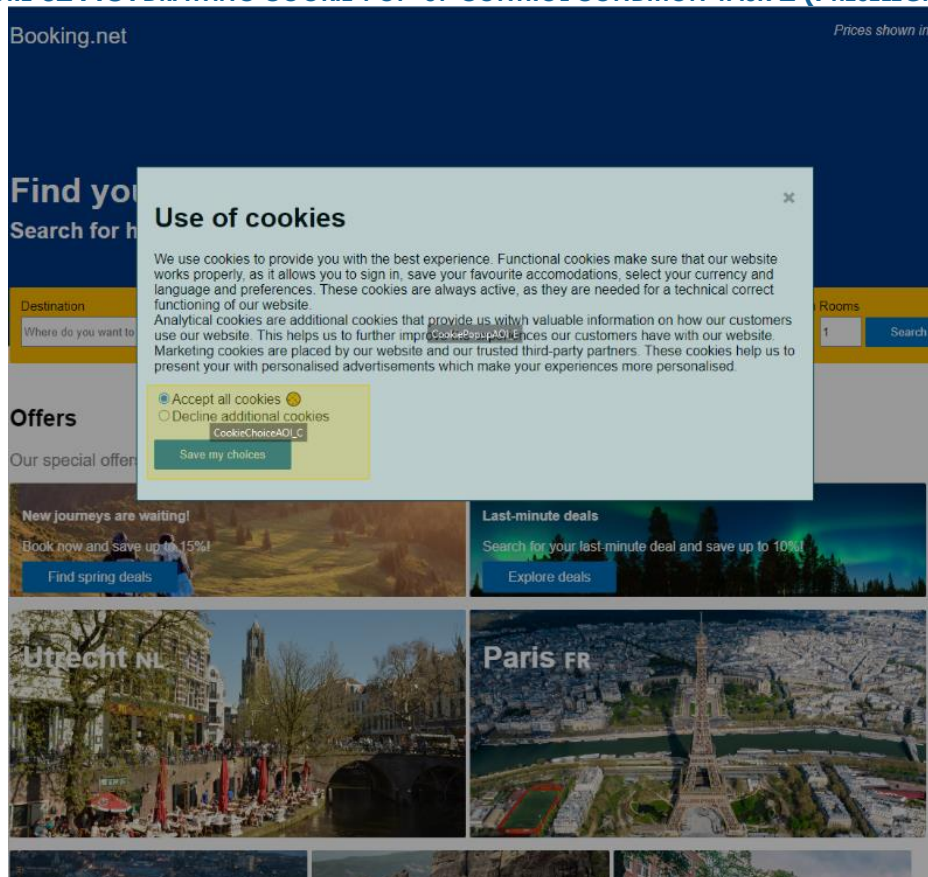 Booking.net
Prices shown in
Find you
Search for h
Use of cookies
We use cookies to provide you with the best experience. Functional cookies make sure that our website
works properly, as it allows you to sign in, save your favourite accomodations, select your currency and
language and preferences. These cookies are always active, as they are needed for a technical correct
functioning of our website.
Analytical cookies are additional cookies that provide us witwh valuable information on how our customers
use our website. This helps us to further impro CookiePopupAOI_E nces our customers have with our website.
Marketing cookies are placed by our website and our trusted third-party partners. These cookies help us to
present your with personalised advertisements which make your experiences more personalised.
Accept all cookies
Decline additional cookies
CookieChoiceAOI_C
Save my choices
Destination
Where do you want to
Rooms
1
Search
Offers
Our special offer
New journeys are waiting!
Book now and save up to 15%!
Find spring deals
Last-minute deals
Search for your last-minute deal and save up to 10%!
Explore deals
Utrecht NL
Paris FR